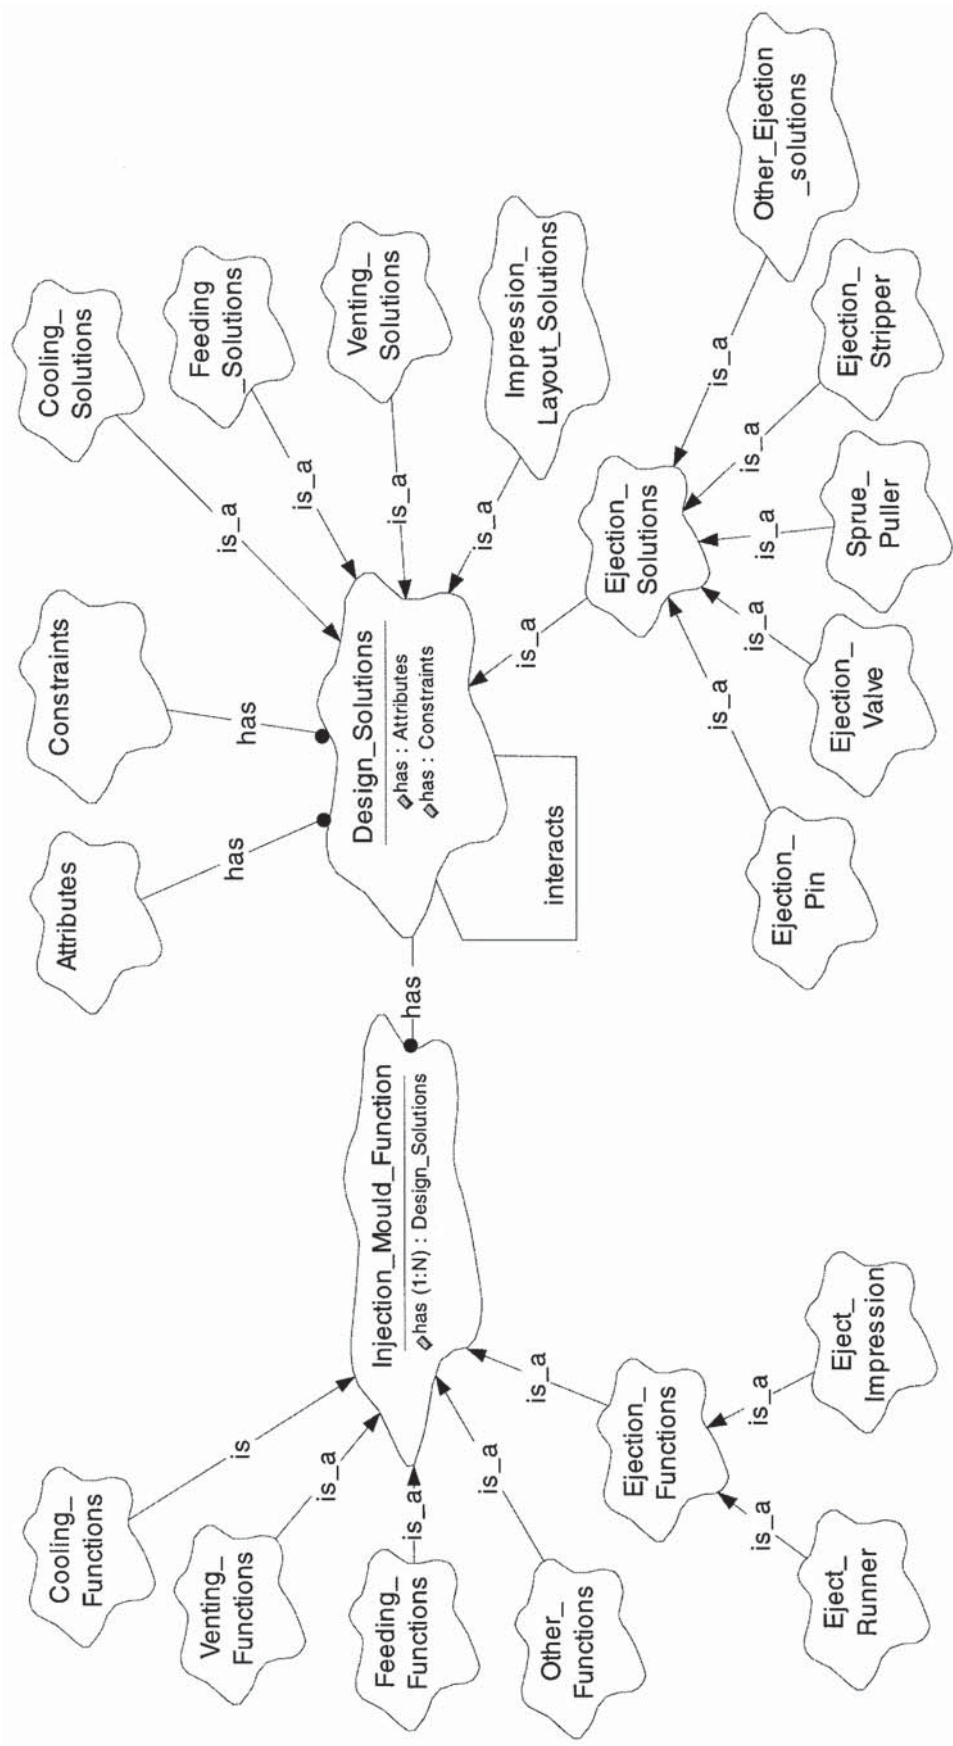 Cooling_
Functions
is
Venting_
Functions
is_a
Feeding_
Functions
is_a
Other_
Functions
is_a
Injection_Mould_Function
has (1:N) : Design_Solutions
is_a
Ejection_
Functions
is_a
Eject_
Runner
is_a
Eject_
Impression
has
Attributes
has
Constraints
has
Design_Solutions
has : Attributes
has : Constraints
interacts
Cooling_
Solutions
is_a
Feeding
_Solutions
is_a
Venting_
Solutions
is_a
Impression_
Layout_Solutions
is_a
is_a
Ejection_
Solutions
is_a
Ejection_
Pin
is_a
Ejection_
Valve
is_a
Sprue_
Puller
is_a
Ejection_
Stripper
is_a
Other_Ejection
_solutions